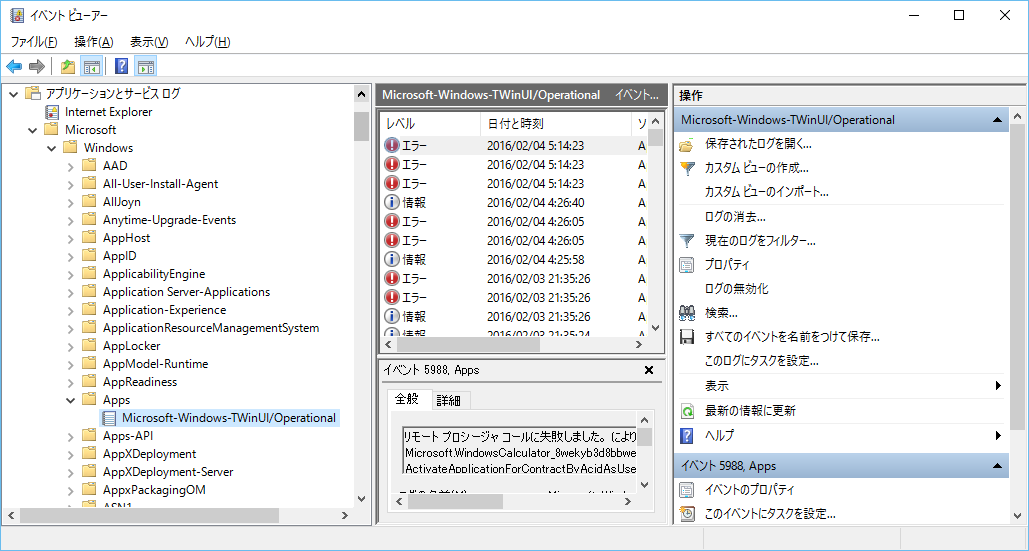 イベント ビューアー
ファイル(F) 操作(A) 表示(V) ヘルプ(H)
アプリケーションとサービス ログ
Internet Explorer
Microsoft
Windows
AAD
All-User-Install-Agent
AllJoyn
Anytime-Upgrade-Events
AppHost
AppID
ApplicabilityEngine
Application Server-Applications
Application-Experience
ApplicationResourceManagementSystem
AppLocker
AppModel-Runtime
AppReadiness
Apps
Microsoft-Windows-TWinUI/Operational
Apps-API
AppXDeployment
AppXDeployment-Server
AppxPackagingOM
ASN1
Microsoft-Windows-TWinUI/Operational イベント...
レベル 日付と時刻 ソ
エラー 2016/02/04 5:14:23 A
エラー 2016/02/04 5:14:23 A
エラー 2016/02/04 5:14:23 A
情報 2016/02/04 4:26:40 A
エラー 2016/02/04 4:26:05 A
エラー 2016/02/04 4:26:05 A
情報 2016/02/04 4:25:58 A
エラー 2016/02/03 21:35:26 A
エラー 2016/02/03 21:35:26 A
情報 2016/02/03 21:35:26 A
情報 2016/02/03 21:35:24 A
イベント 5988, Apps
全般 詳細
リモート プロシージャ コールに失敗しました。(により
Microsoft.WindowsCalculator_8wekyb3d8bbwe
ActivateApplicationForContractByAcidAsUse
操作
Microsoft-Windows-TWinUI/Operational
保存されたログを開く...
カスタム ビューの作成...
カスタム ビューのインポート...
ログの消去...
現在のログをフィルター...
プロパティ
ログの無効化
検索...
すべてのイベントを名前をつけて保存...
このログにタスクを設定...
表示
最新の情報に更新
ヘルプ
イベント 5988, Apps
イベントのプロパティ
このイベントにタスクを設定...